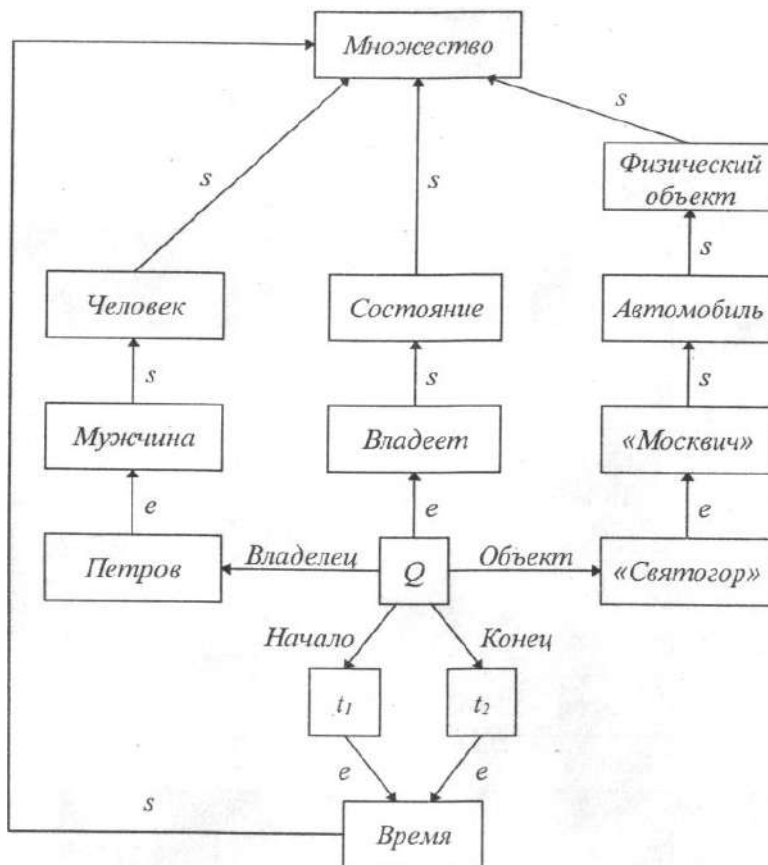 Множество
s
s
s
Физический
объект
s
Человек
Состояние
Автомобиль
s
s
s
Мужчина
Владеет
«Москвич»
e
e
e
Петров
Владелец
Q
Объект
«Святогор»
Начало
Конец
t₁
t₂
e
e
s
Время